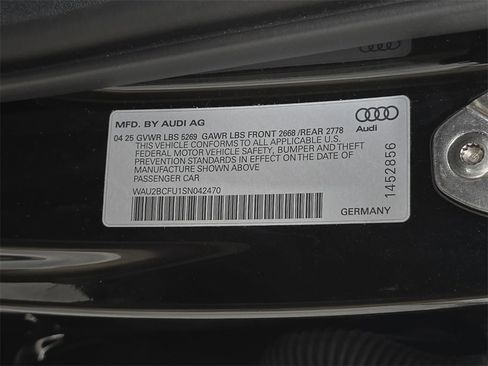 MFD. BY AUDI AG
04 25 GVWR LBS 5269 GAWR LBS FRONT 2668 /REAR 2778
THIS VEHICLE CONFORMS TO ALL APPLICABLE U.S.
FEDERAL MOTOR VEHICLE SAFETY, BUMPER AND THEFT
PREVENTION STANDARDS IN EFFECT ON THE DATE OF
MANUFACTURE SHOWN ABOVE
PASSENGER CAR
WAU2BCFU1SN042470
Audi
1452856
GERMANY